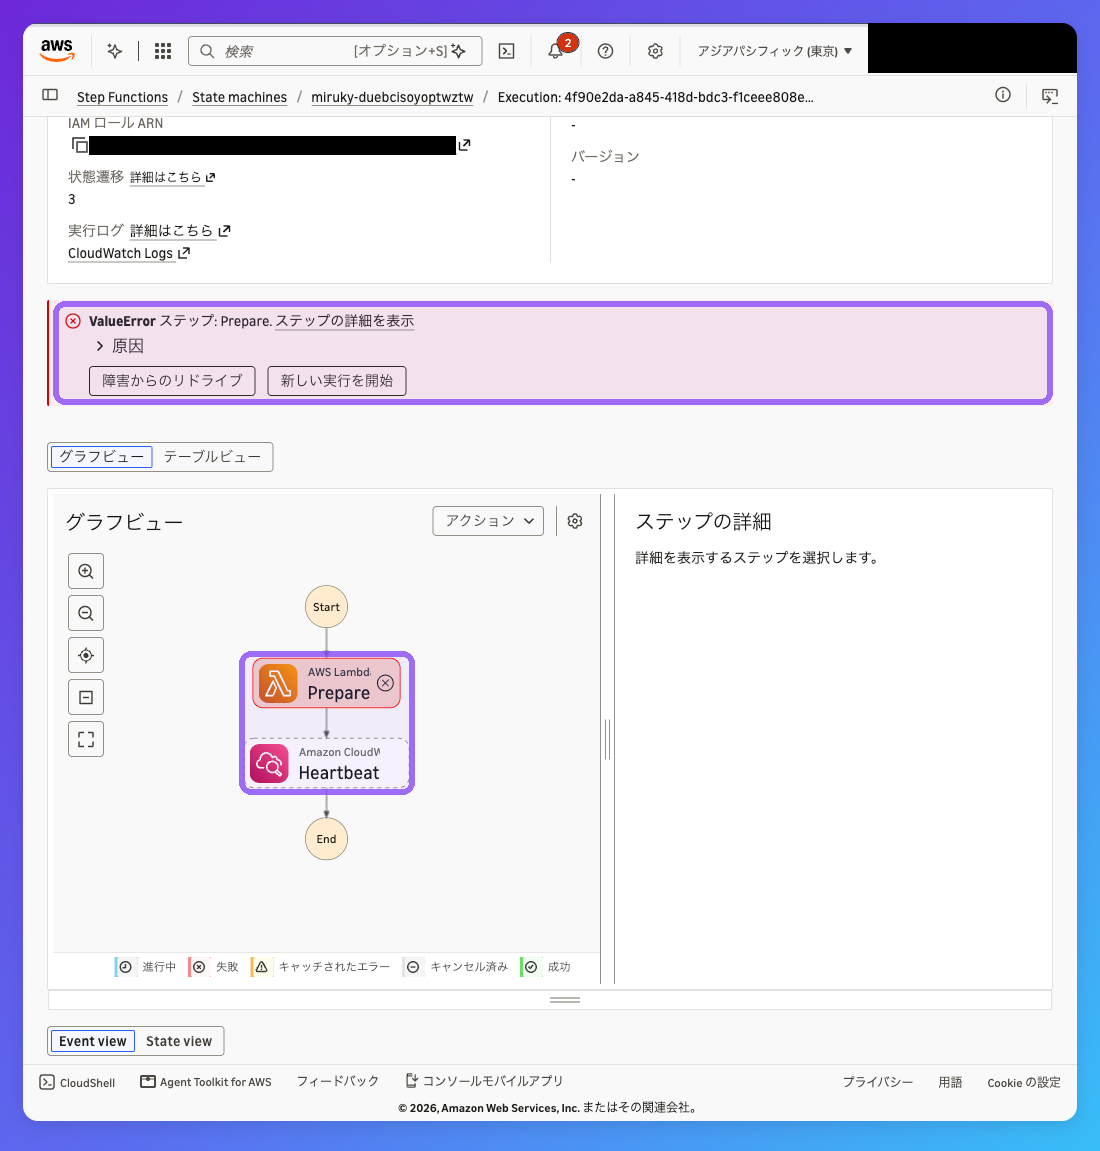 aws
検索
[オプション+S]
2
アジアパシフィック (東京) ▼
Step Functions / State machines / miruky-duebcisoyoptwztw / Execution: 4f90e2da-a845-418d-bdc3-f1ceee808e...
IAM ロール ARN
-
バージョン
-
状態遷移 詳細はこちら
3
実行ログ 詳細はこちら
CloudWatch Logs
ValueError ステップ: Prepare. ステップの詳細を表示
原因
障害からのリドライブ
新しい実行を開始
グラフビュー
テーブルビュー
グラフビュー
アクション
ステップの詳細
詳細を表示するステップを選択します。
Start
AWS Lambd
Prepare
Amazon CloudW
Heartbeat
End
進行中
失敗
キャッチされたエラー
キャンセル済み
成功
Event view
State view
CloudShell
Agent Toolkit for AWS
フィードバック
コンソールモバイルアプリ
プライバシー
用語
Cookie の設定
© 2026, Amazon Web Services, Inc. またはその関連会社。